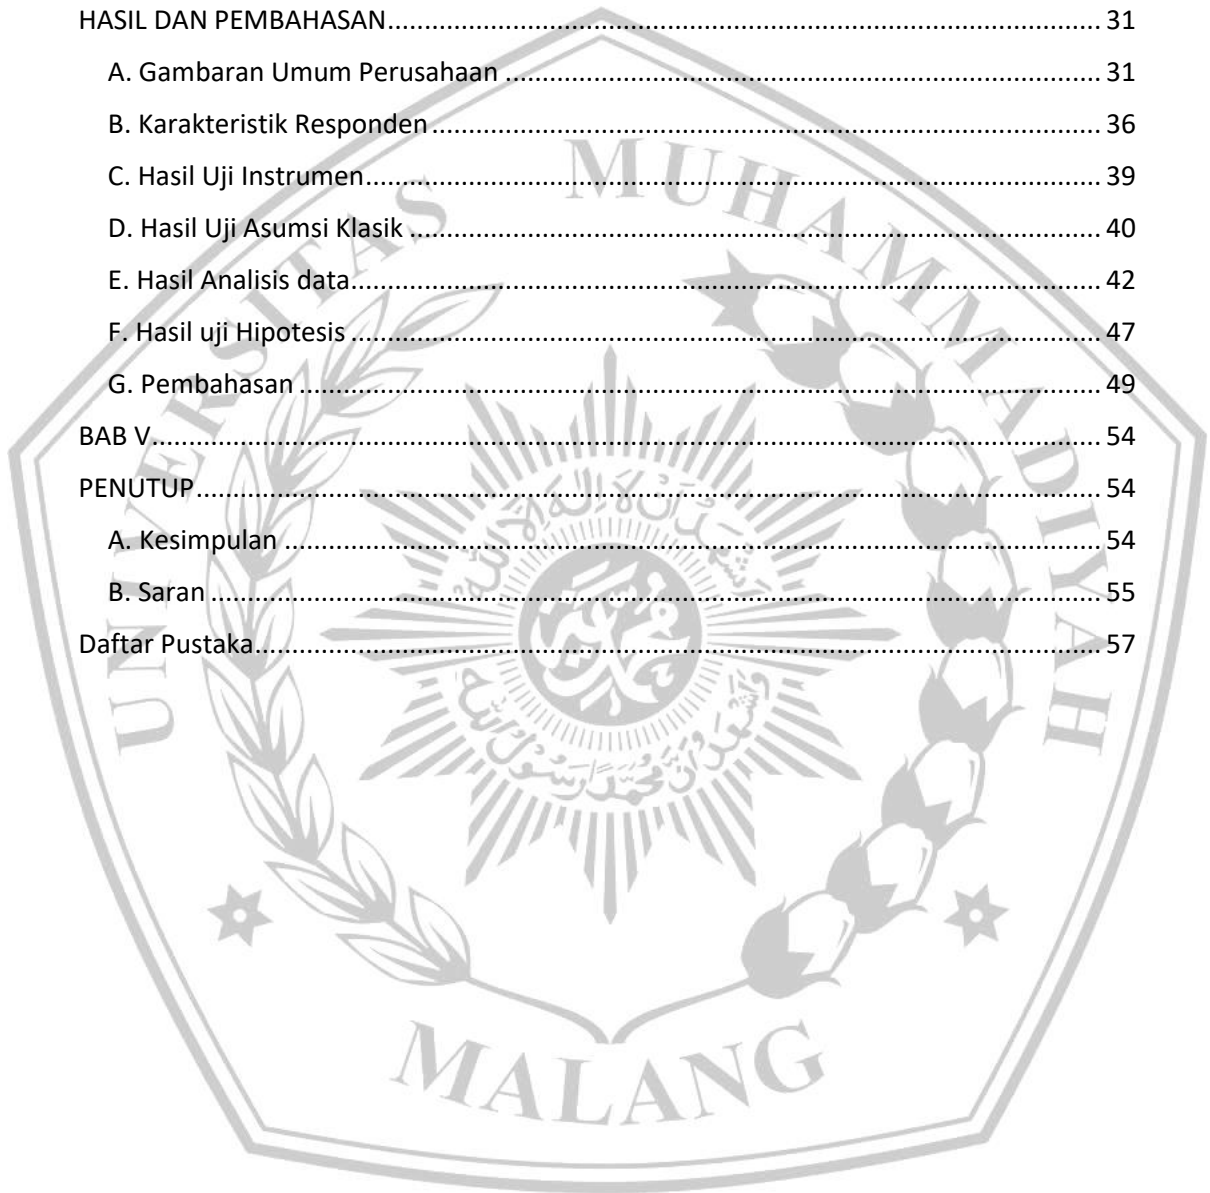 HASIL DAN PEMBAHASAN.......... 31
A. Gambaran Umum Perusahaan .......... 31
B. Karakteristik Responden.......... 36
C. Hasil Uji Instrumen.......... 39
D. Hasil Uji Asumsi Klasik .......... 40
E. Hasil Analisis data.......... 42
F. Hasil uji Hipotesis .......... 47
G. Pembahasan .......... 49
BAB V.......... 54
PENUTUP.......... 54
A. Kesimpulan .......... 54
B. Saran .......... 55
Daftar Pustaka.......... 57
UNIVERSITAS MUHAMMADIYAH
MALANG